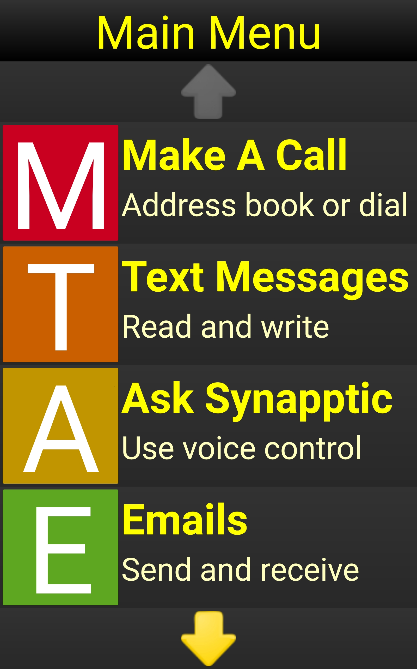 Main Menu
M
Make A Call
Address book or dial
T
Text Messages
Read and write
A
Ask Synapptic
Use voice control
E
Emails
Send and receive